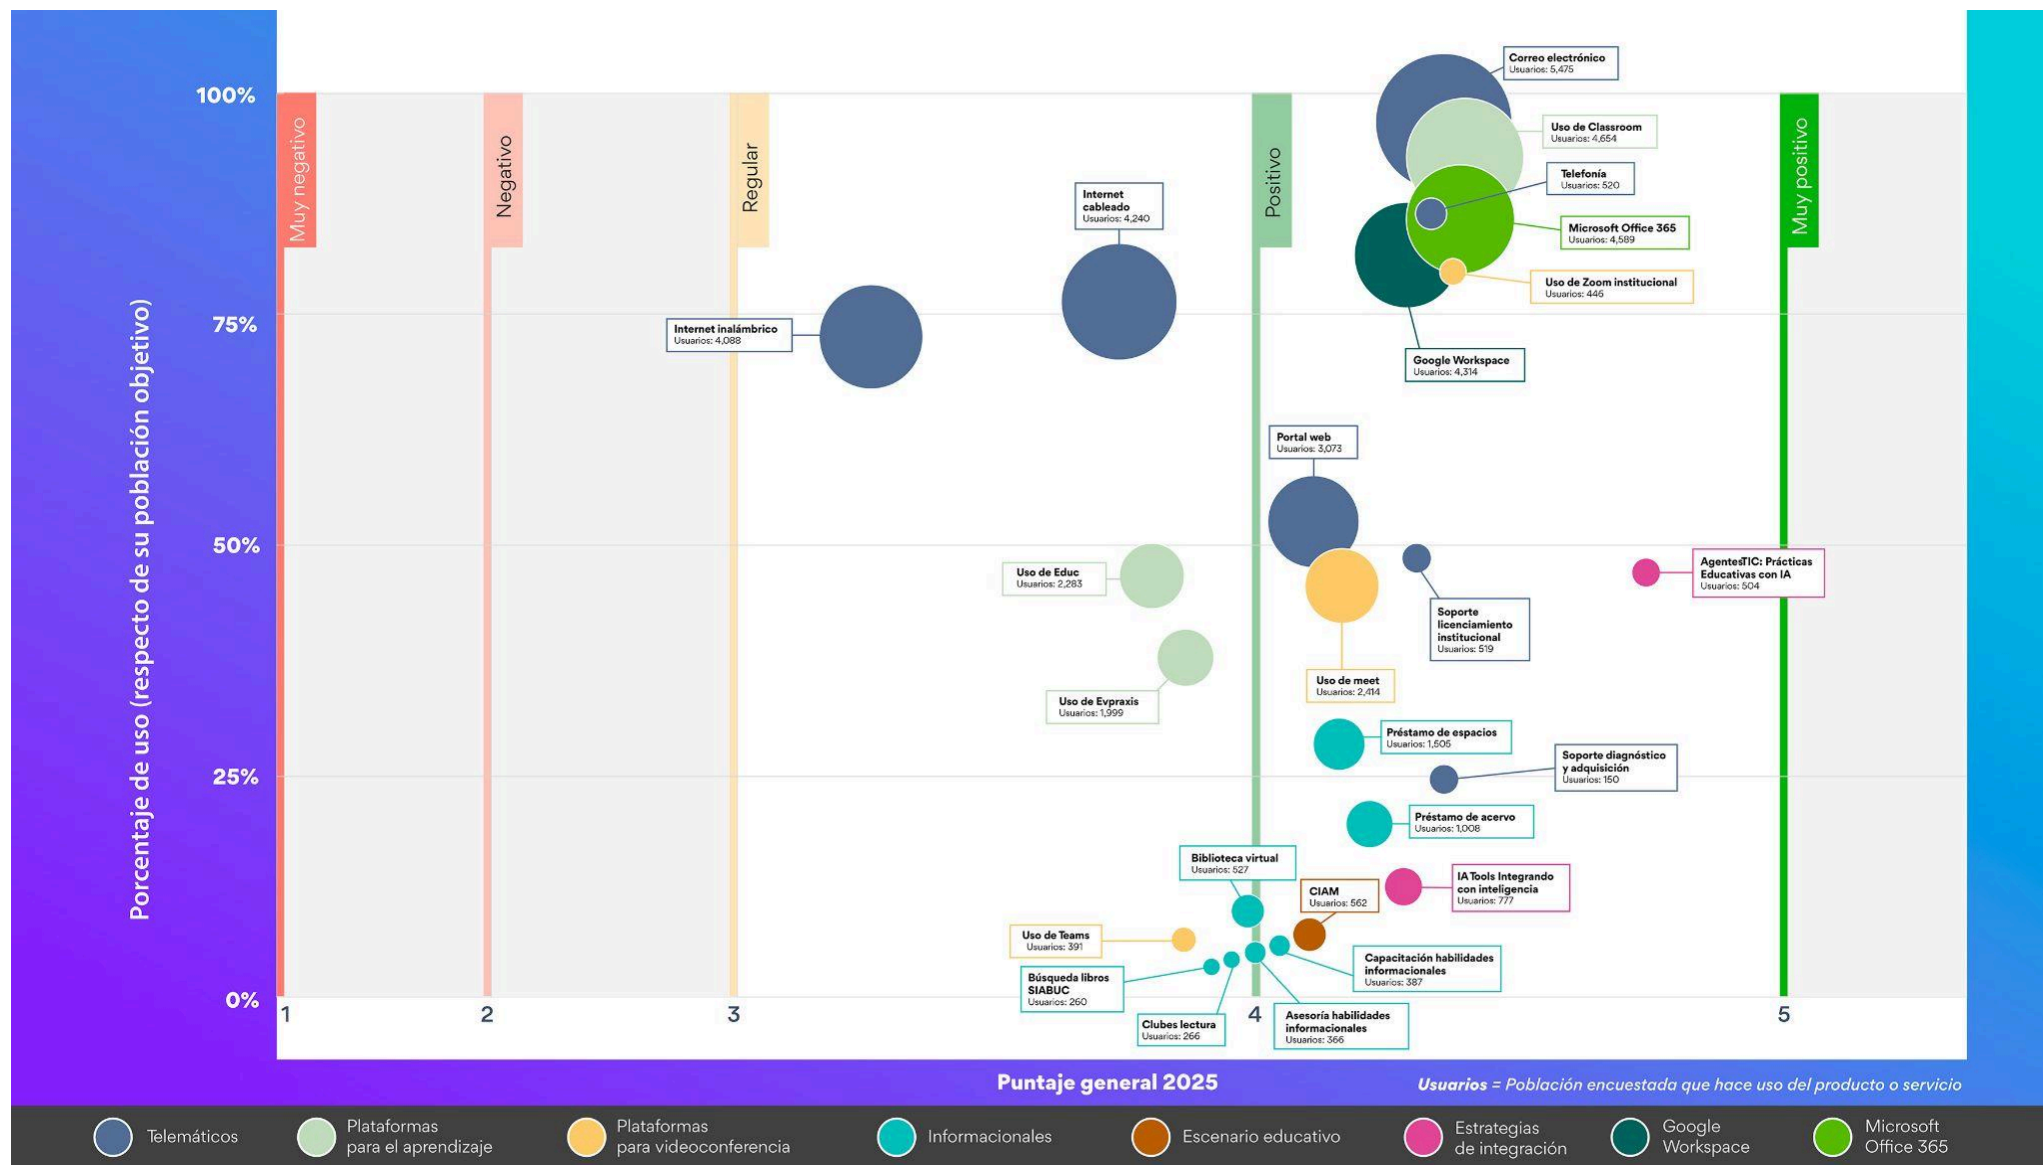 Correo electrónico
Usuarios: 5,475
100%
Muy negativo
Negativo
Regular
Positivo
Muy positivo
Uso de Classroom
Usuarios: 4,654
Telefonía
Usuarios: 520
Internet
cableado
Usuarios: 4,240
Microsoft Office 365
Usuarios: 4,589
Uso de Zoom institucional
Usuarios: 446
75%
Internet inalámbrico
Usuarios: 4,088
Google Workspace
Usuarios: 4,314
Porcentaje de uso (respecto de su población objetivo)
Portal web
Usuarios: 3,073
50%
Uso de Educ
Usuarios: 2,283
AgentesTIC: Prácticas
Educativas con IA
Usuarios: 504
Soporte
licenciamiento
institucional
Usuarios: 519
Uso de meet
Usuarios: 2,414
Uso de Evpraxis
Usuarios: 1,999
Préstamo de espacios
Usuarios: 1,505
Soporte diagnóstico
y adquisición
Usuarios: 150
25%
Préstamo de acervo
Usuarios: 1,008
Biblioteca virtual
Usuarios: 527
IA Tools Integrando
con inteligencia
Usuarios: 777
CIAM
Usuarios: 562
Uso de Teams
Usuarios: 391
Capacitación habilidades
informacionales
Usuarios: 387
Búsqueda libros
SIABUC
Usuarios: 260
Clubes lectura
Usuarios: 266
Asesoría habilidades
informacionales
Usuarios: 366
0%
1
2
3
4
5
Puntaje general 2025
Usuarios = Población encuestada que hace uso del producto o servicio
Telemáticos
Plataformas
para el aprendizaje
Plataformas
para videoconferencia
Informacionales
Escenario educativo
Estrategias
de integración
Google
Workspace
Microsoft
Office 365